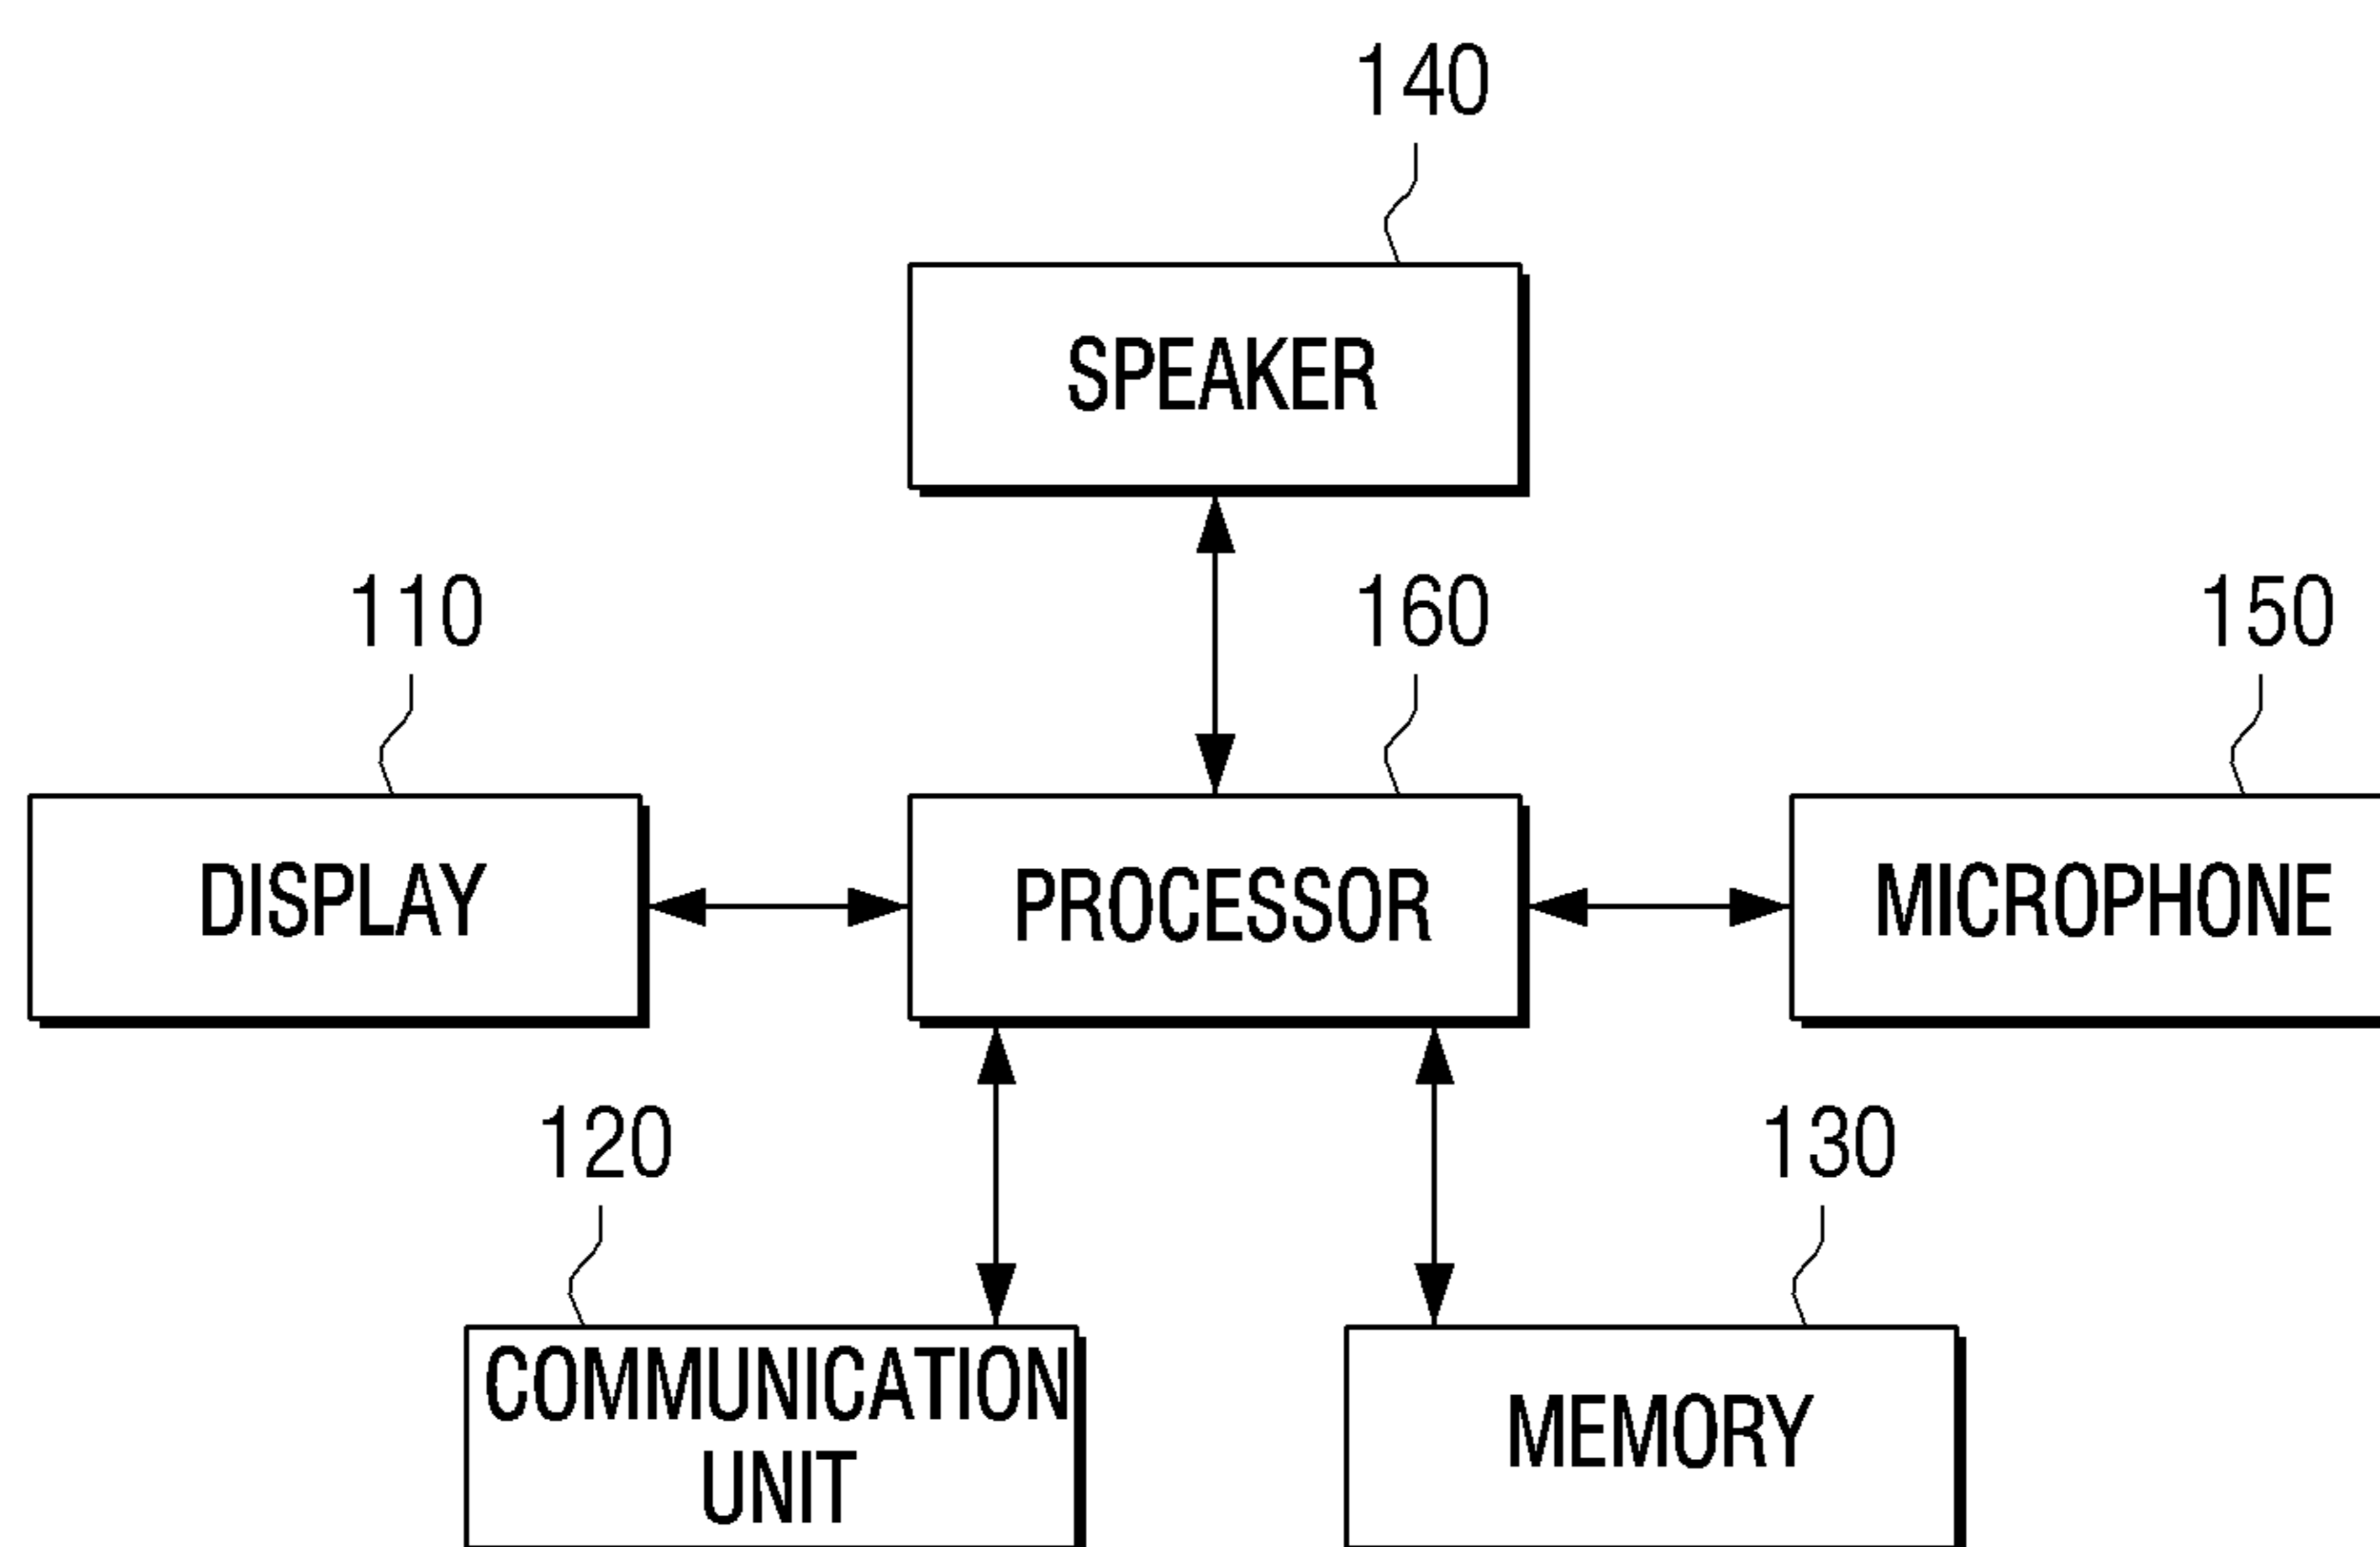 140
SPEAKER
110
160
150
DISPLAY
PROCESSOR
MICROPHONE
120
130
COMMUNICATION
UNIT
MEMORY